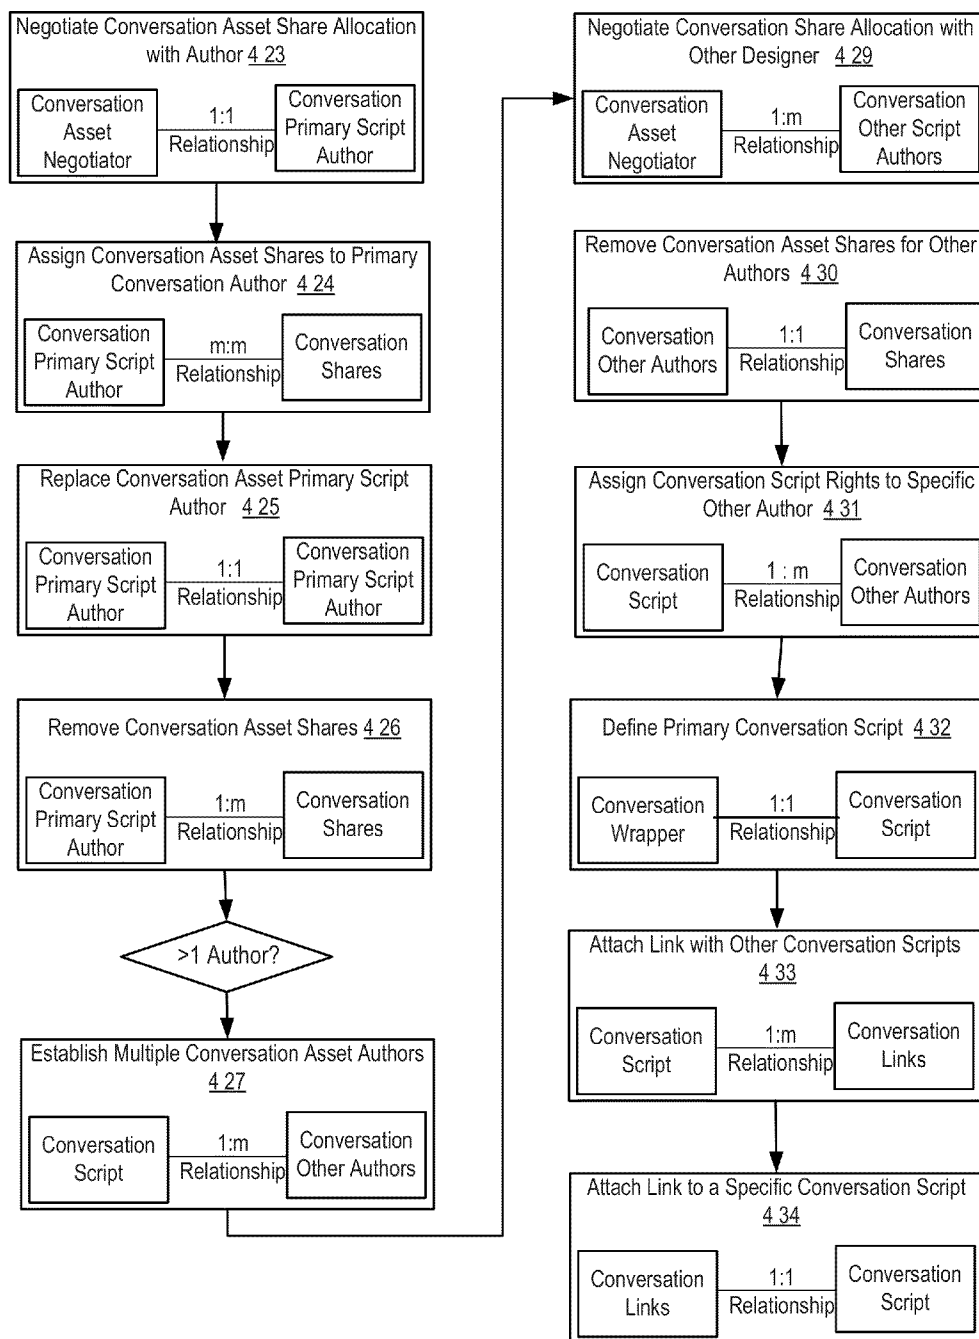 Negotiate Conversation Asset Share Allocation
with Author 4 23
Conversation
Asset
Negotiator
1:1
Relationship
Conversation
Primary Script
Author
Assign Conversation Asset Shares to Primary
Conversation Author 4 24
Conversation
Primary Script
Author
m:m
Relationship
Conversation
Shares
Replace Conversation Asset Primary Script
Author 4 25
Conversation
Primary Script
Author
1:1
Relationship
Conversation
Primary Script
Author
Remove Conversation Asset Shares 4 26
Conversation
Primary Script
Author
1:m
Relationship
Conversation
Shares
>1 Author?
Establish Multiple Conversation Asset Authors
4 27
Conversation
Script
1:m
Relationship
Conversation
Other Authors
Negotiate Conversation Share Allocation with
Other Designer 4 29
Conversation
Asset
Negotiator
1:m
Relationship
Conversation
Other Script
Authors
Remove Conversation Asset Shares for Other
Authors 4 30
Conversation
Other Authors
1:1
Relationship
Conversation
Shares
Assign Conversation Script Rights to Specific
Other Author 4 31
Conversation
Script
1 : m
Relationship
Conversation
Other Authors
Define Primary Conversation Script 4 32
Conversation
Wrapper
1:1
Relationship
Conversation
Script
Attach Link with Other Conversation Scripts
4 33
Conversation
Script
1:m
Relationship
Conversation
Links
Attach Link to a Specific Conversation Script
4 34
Conversation
Links
1:1
Relationship
Conversation
Script